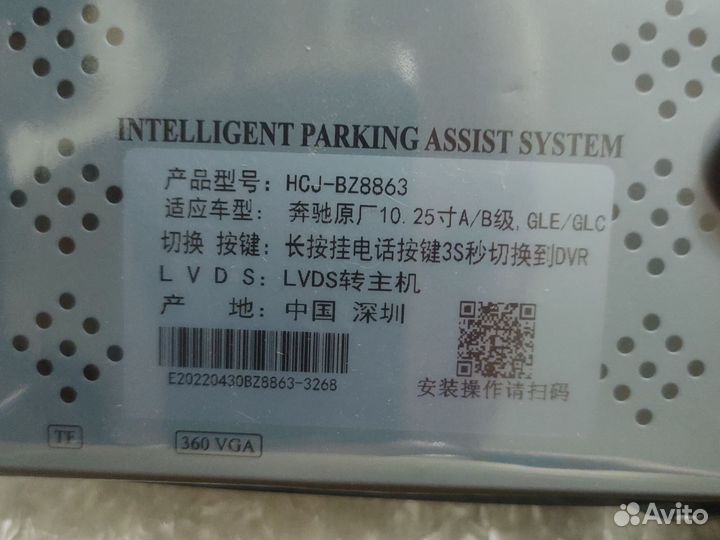 INTELLIGENT PARKING ASSIST SYSTEM
产品型号: HCJ-BZ8863
适应车型: 奔驰原厂10.25寸A/B级,GLE/GLC
切换 按键: 长按挂电话按键3S秒切换到DVR
L V D S: LVDS转主机
产 地: 中国 深圳
E20220430BZ8863-3268
安装操作请扫码
TF
360 VGA
Avito